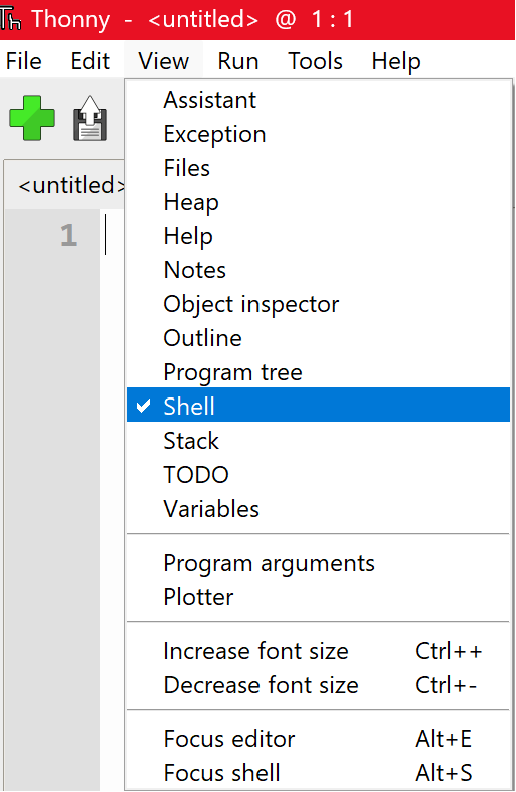 Th Thonny - <untitled> @ 1 : 1
File Edit View Run Tools Help
<untitled>
1
Assistant
Exception
Files
Heap
Help
Notes
Object inspector
Outline
Program tree
Shell
Stack
TODO
Variables
Program arguments
Plotter
Increase font size Ctrl++
Decrease font size Ctrl+-
Focus editor Alt+E
Focus shell Alt+S